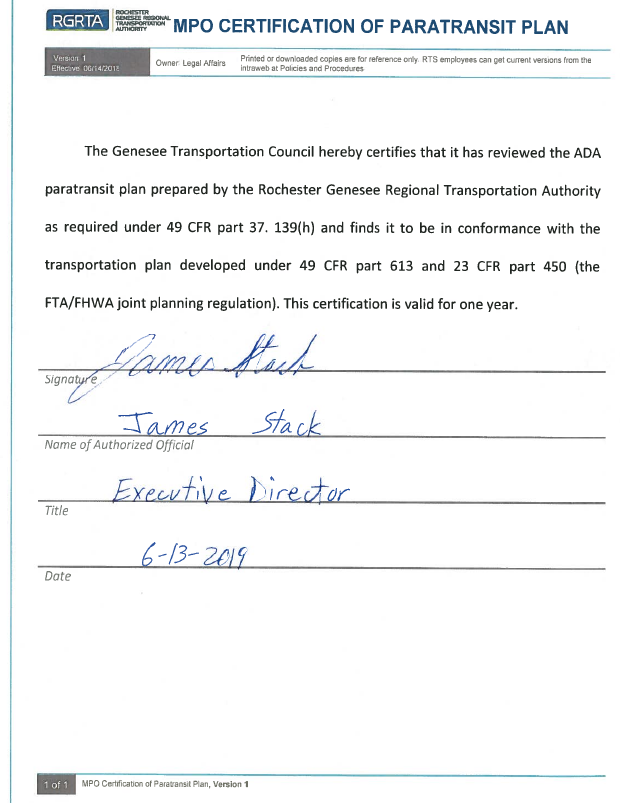 RGRTA
ROCHESTER
GENESEE REGIONAL
TRANSPORTATION
AUTHORITY
MPO CERTIFICATION OF PARATRANSIT PLAN
Version 1
Effective: 06/14/2018
Owner Legal Affairs
Printed or downloaded copies are for reference only. RTS employees can get current versions from the
intraweb at Policies and Procedures
The Genesee Transportation Council hereby certifies that it has reviewed the ADA
paratransit plan prepared by the Rochester Genesee Regional Transportation Authority
as required under 49 CFR part 37. 139(h) and finds it to be in conformance with the
transportation plan developed under 49 CFR part 613 and 23 CFR part 450 (the
FTA/FHWA joint planning regulation). This certification is valid for one year.
James Stack
Signature
James Stack
Name of Authorized Official
Executive Director
Title
6-13-2019
Date
1 of 1 MPO Certification of Paratransit Plan, Version 1